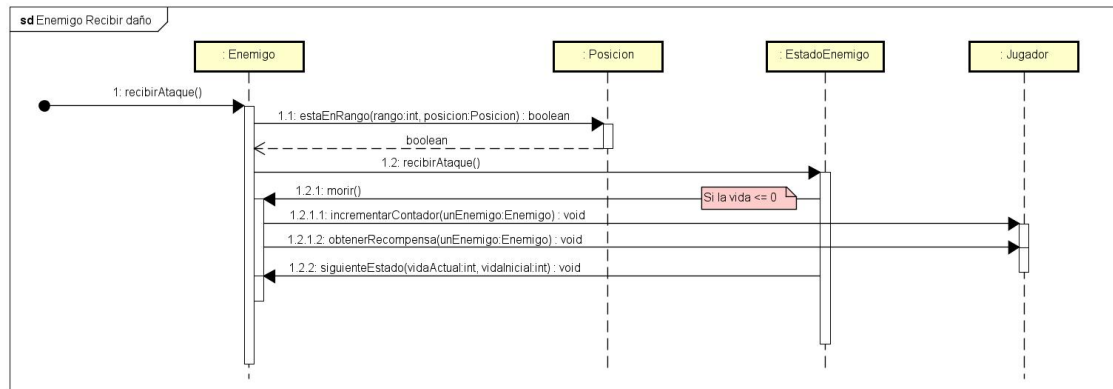 sd Enemigo Recibir daño
: Enemigo
: Posicion
: EstadoEnemigo
: Jugador
1: recibirAtaque()
1.1: estaEnRango(rango:int, posicion:Posicion) : boolean
boolean
1.2: recibirAtaque()
1.2.1: morir()
Si la vida <= 0
1.2.1.1: incrementarContador(unEnemigo:Enemigo) : void
1.2.1.2: obtenerRecompensa(unEnemigo:Enemigo) : void
1.2.2: siguienteEstado(vidaActual:int, vidaInicial:int) : void